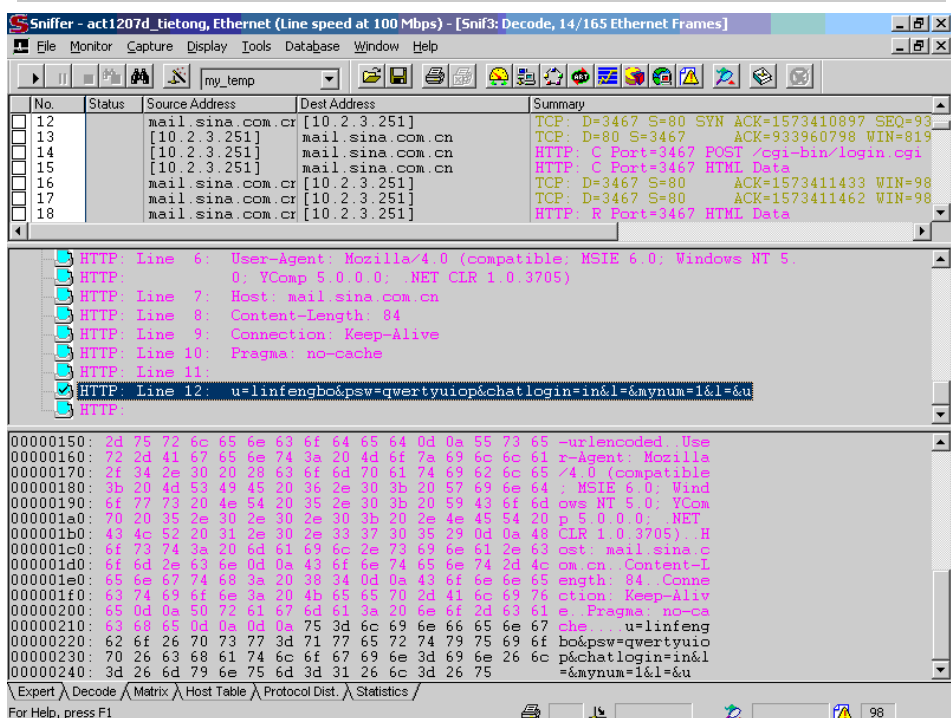 Sniffer - act1207d_tietong, Ethernet (Line speed at 100 Mbps) - [Snif3: Decode, 14/165 Ethernet Frames]
File Monitor Capture Display Tools Database Window Help
my_temp
No. Status Source Address Dest Address Summary
12 mail.sina.com.cr [10.2.3.251] TCP: D=3467 S=80 SYN ACK=1573410897 SEQ=93
13 [10.2.3.251] mail.sina.com.cn TCP: D=80 S=3467 ACK=933960798 WIN=819
14 [10.2.3.251] mail.sina.com.cn HTTP: C Port=3467 POST /cgi-bin/login.cgi
15 [10.2.3.251] mail.sina.com.cn HTTP: C Port=3467 HTML Data
16 mail.sina.com.cr [10.2.3.251] TCP: D=3467 S=80 ACK=1573411433 WIN=98
17 mail.sina.com.cr [10.2.3.251] TCP: D=3467 S=80 ACK=1573411462 WIN=98
18 mail.sina.com.cr [10.2.3.251] HTTP: R Port=3467 HTML Data
HTTP: Line 6: User-Agent: Mozilla/4.0 (compatible; MSIE 6.0; Windows NT 5.
HTTP: 0; YComp 5.0.0.0; .NET CLR 1.0.3705)
HTTP: Line 7: Host: mail.sina.com.cn
HTTP: Line 8: Content-Length: 84
HTTP: Line 9: Connection: Keep-Alive
HTTP: Line 10: Pragma: no-cache
HTTP: Line 11:
HTTP: Line 12: u=linfengbo&psw=qwertyuiop&chatlogin=in&l=&mynum=1&l=&u
HTTP:
00000150: 2d 75 72 6c 65 6e 63 6f 64 65 64 0d 0a 55 73 65 -urlencoded..Use
00000160: 72 2d 41 67 65 6e 74 3a 20 4d 6f 7a 69 6c 6c 61 r-Agent: Mozilla
00000170: 2f 34 2e 30 20 28 63 6f 6d 70 61 74 69 62 6c 65 /4.0 (compatible
00000180: 3b 20 4d 53 49 45 20 36 2e 30 3b 20 57 69 6e 64 ; MSIE 6.0; Wind
00000190: 6f 77 73 20 4e 54 20 35 2e 30 3b 20 59 43 6f 6d ows NT 5.0; YCom
000001a0: 70 20 35 2e 30 2e 30 2e 30 3b 20 2e 4e 45 54 20 p 5.0.0.0; .NET
000001b0: 43 4c 52 20 31 2e 30 2e 33 37 30 35 29 0d 0a 48 CLR 1.0.3705)..H
000001c0: 6f 73 74 3a 20 6d 61 69 6c 2e 73 69 6e 61 2e 63 ost: mail.sina.c
000001d0: 6f 6d 2e 63 6e 0d 0a 43 6f 6e 74 65 6e 74 2d 4c om.cn..Content-L
000001e0: 65 6e 67 74 68 3a 20 38 34 0d 0a 43 6f 6e 6e 65 ength: 84..Conne
000001f0: 63 74 69 6f 6e 3a 20 4b 65 65 70 2d 41 6c 69 76 ction: Keep-Aliv
00000200: 65 0d 0a 50 72 61 67 6d 61 3a 20 6e 6f 2d 63 61 e..Pragma: no-ca
00000210: 63 68 65 0d 0a 0d 0a 75 3d 6c 69 6e 66 65 6e 67 che....u=linfeng
00000220: 62 6f 26 70 73 77 3d 71 77 65 72 74 79 75 69 6f bo&psw=qwertyuio
00000230: 70 26 63 68 61 74 6c 6f 67 69 6e 3d 69 6e 26 6c p&chatlogin=in&l
00000240: 3d 26 6d 79 6e 75 6d 3d 31 26 6c 3d 26 75 =&mynum=1&l=&u
Expert Decode Matrix Host Table Protocol Dist. Statistics
For Help, press F1 98